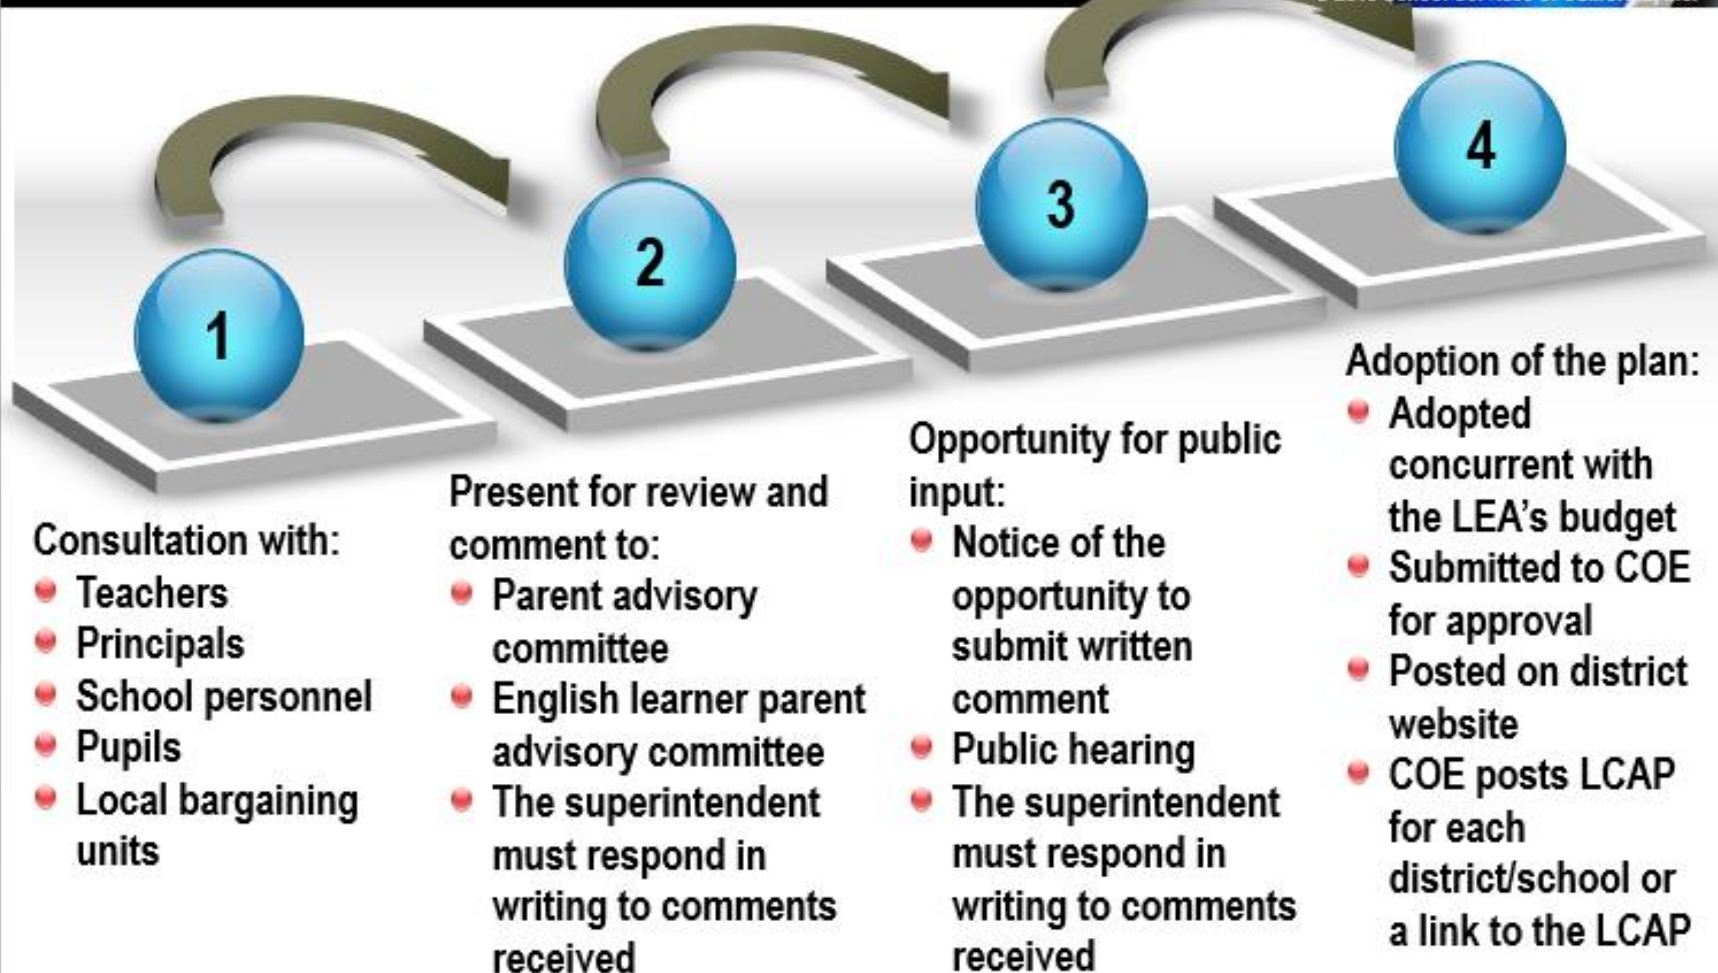 1
Consultation with:
Teachers
Principals
School personnel
Pupils
Local bargaining
units
2
Present for review and
comment to:
Parent advisory
committee
English learner parent
advisory committee
The superintendent
must respond in
writing to comments
received
3
Opportunity for public
input:
Notice of the
opportunity to
submit written
comment
Public hearing
The superintendent
must respond in
writing to comments
received
4
Adoption of the plan:
Adopted
concurrent with
the LEA's budget
Submitted to COE
for approval
Posted on district
website
COE posts LCAP
for each
district/school or
a link to the LCAP